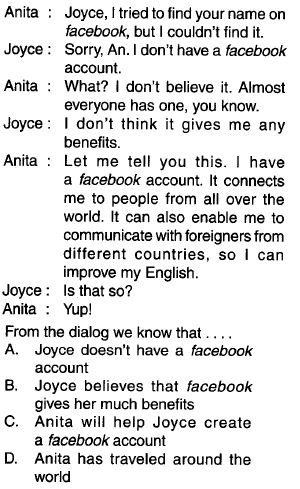 Anita : Joyce, I tried to find your name on
facebook, but I couldn't find it.
Joyce : Sorry, An. I don't have a facebook
account.
Anita : What? I don't believe it. Almost
everyone has one, you know.
Joyce : I don't think it gives me any
benefits.
Anita : Let me tell you this. I have
a facebook account. It connects
me to people from all over the
world. It can also enable me to
communicate with foreigners from
different countries, so I can
improve my English.
Joyce : Is that so?
Anita : Yup!
From the dialog we know that . . . .
A. Joyce doesn't have a facebook
account
B. Joyce believes that facebook
gives her much benefits
C. Anita will help Joyce create
a facebook account
D. Anita has traveled around the
world